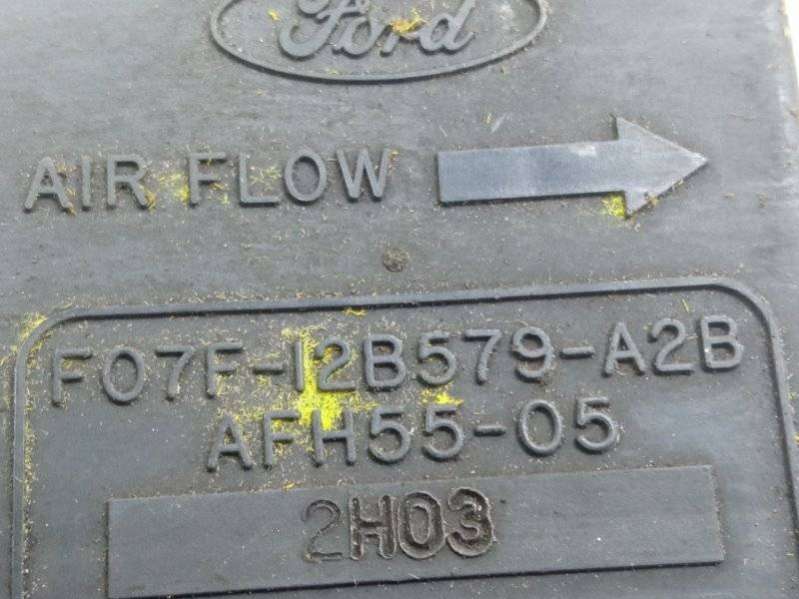 Ford
AIR FLOW
F07F-12B579-A2B
AFH55-05
2H03